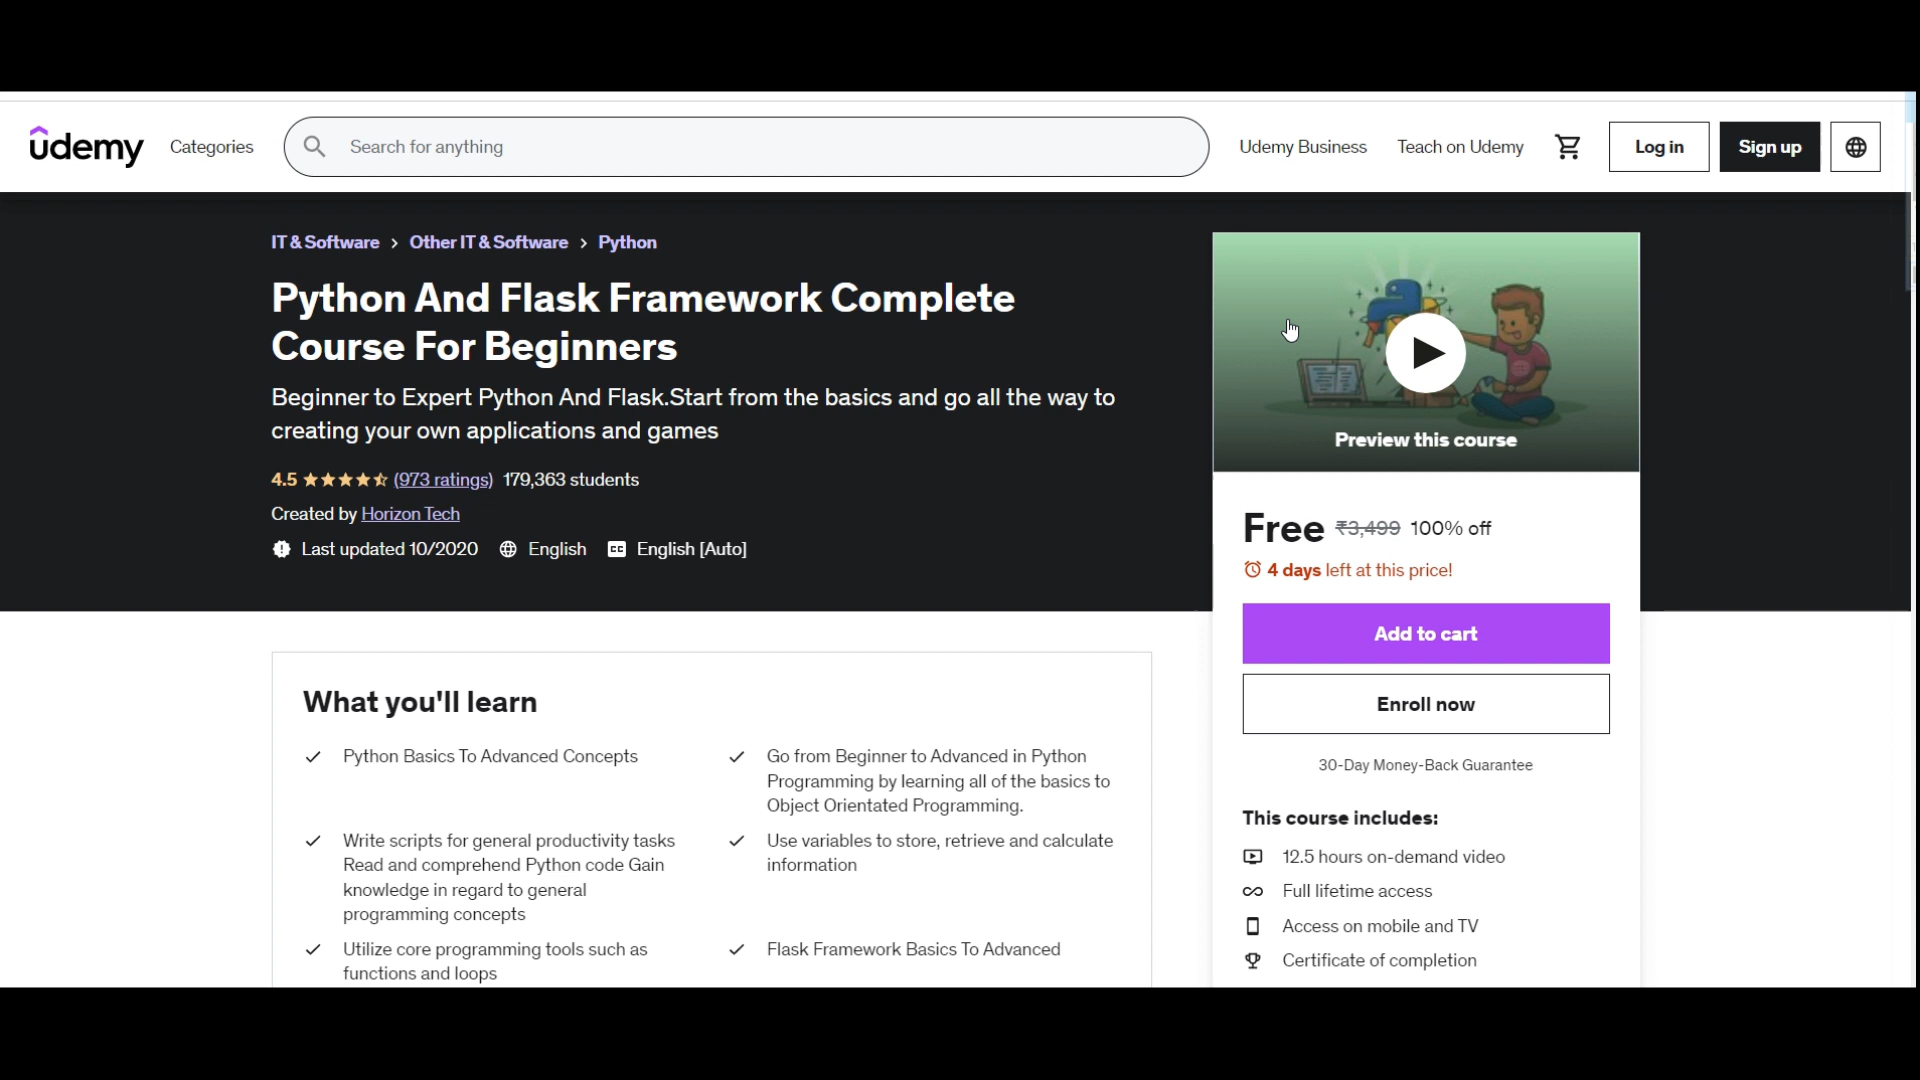 udemy
Categories
Search for anything
Udemy Business
Teach on Udemy
Log in
Sign up
IT & Software > Other IT & Software > Python
Python And Flask Framework Complete
Course For Beginners
Beginner to Expert Python And Flask.Start from the basics and go all the way to
creating your own applications and games
4.5 (973 ratings) 179,363 students
Created by Horizon Tech
Last updated 10/2020 English CC English [Auto]
Preview this course
Free ₹3,499 100% off
4 days left at this price!
Add to cart
Enroll now
30-Day Money-Back Guarantee
This course includes:
12.5 hours on-demand video
Full lifetime access
Access on mobile and TV
Certificate of completion
What you'll learn
Python Basics To Advanced Concepts
Go from Beginner to Advanced in Python
Programming by learning all of the basics to
Object Orientated Programming.
Write scripts for general productivity tasks
Read and comprehend Python code Gain
knowledge in regard to general
programming concepts
Use variables to store, retrieve and calculate
information
Utilize core programming tools such as
functions and loops
Flask Framework Basics To Advanced